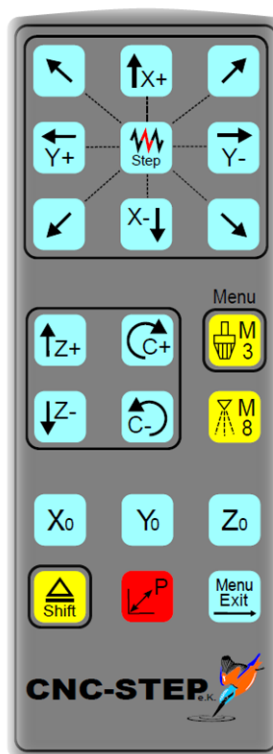 X+
Y+
Step
Y-
X-
Menu
Z+
C+
M
3
Z-
C-
M
8
X0
Y0
Z0
Shift
P
Menu
Exit
CNC-STEP
e.K.